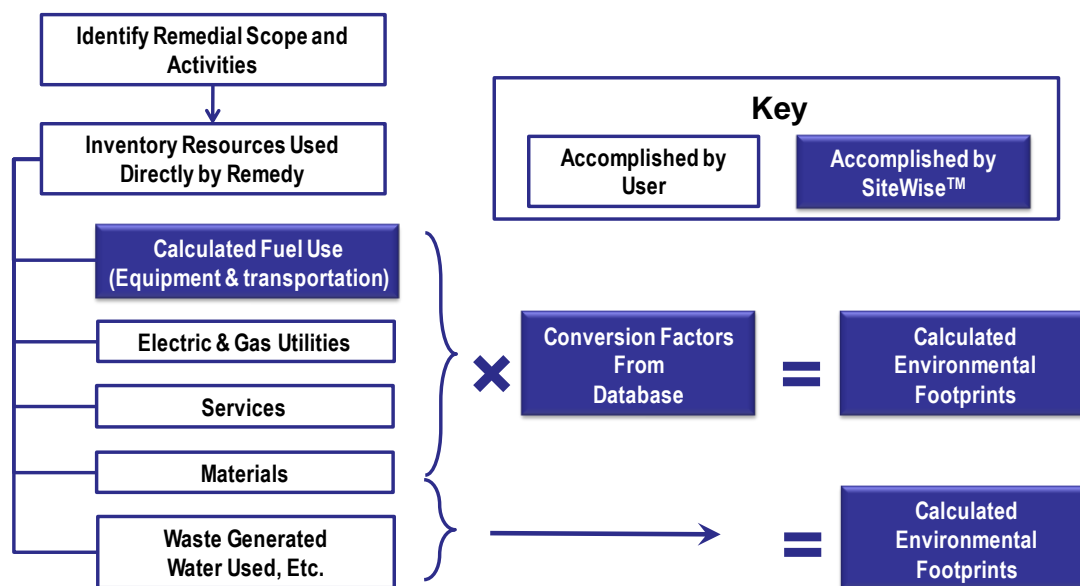 Identify Remedial Scope and
Activities
Inventory Resources Used
Directly by Remedy
Key
Accomplished by
User
Accomplished by
SiteWise™
Calculated Fuel Use
(Equipment & transportation)
Electric & Gas Utilities
Services
Materials
Waste Generated
Water Used, Etc.
×
Conversion Factors
From
Database
=
Calculated
Environmental
Footprints
=
Calculated
Environmental
Footprints